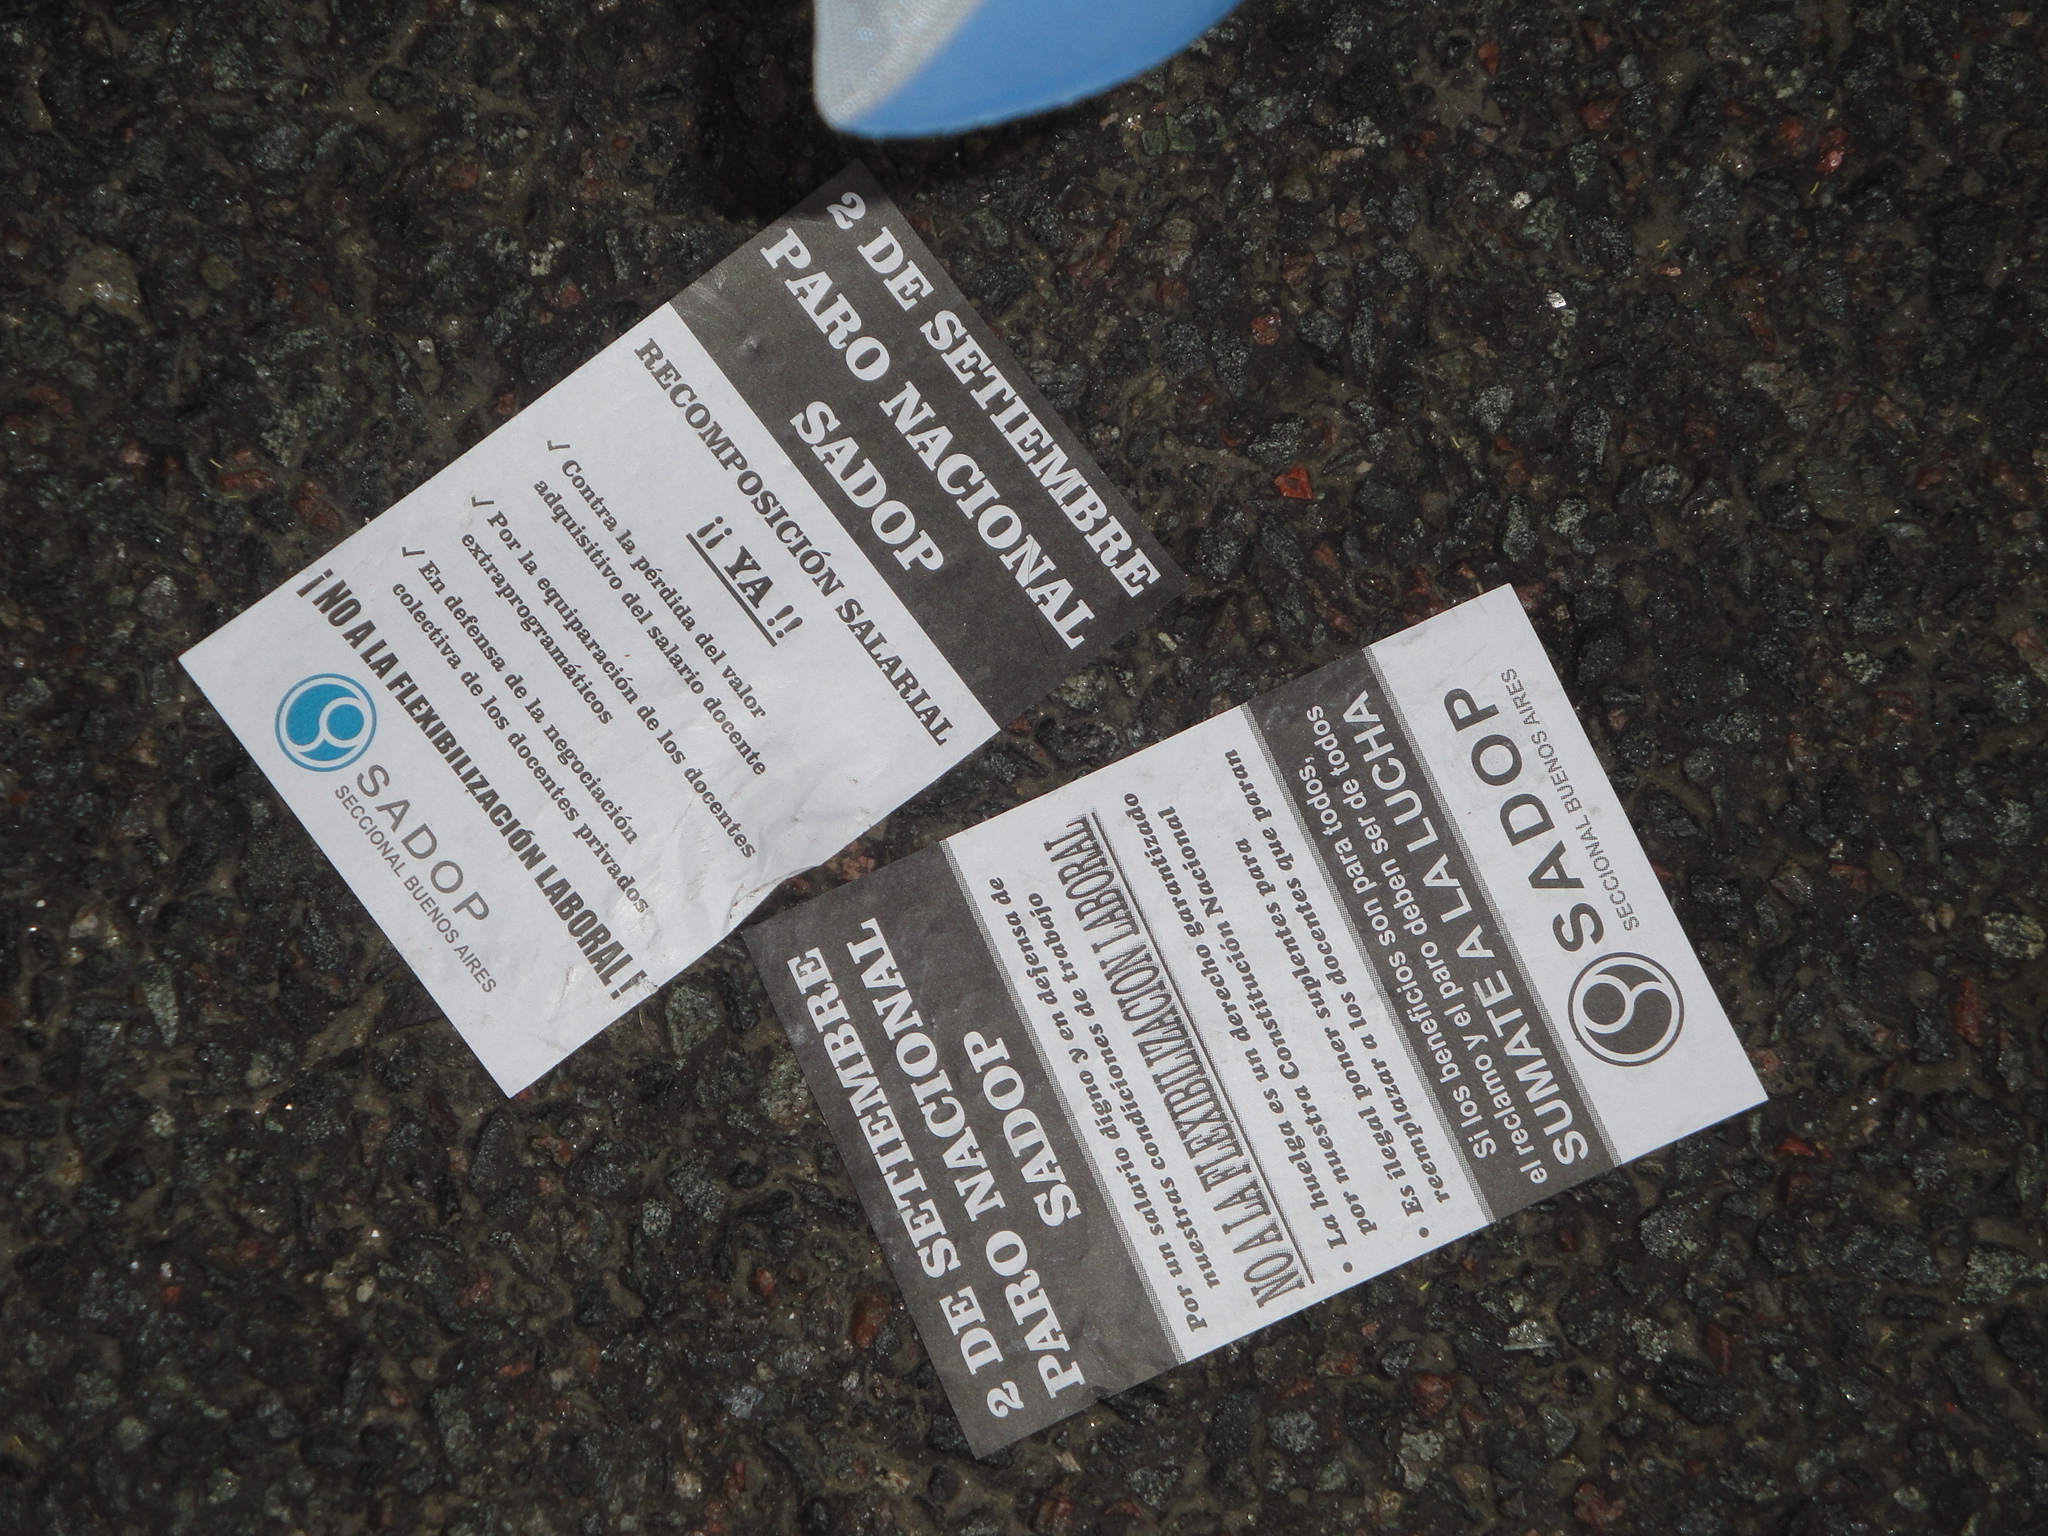 2 DE SETIEMBRE
PARO NACIONAL
SADOP
RECOMPOSICIÓN SALARIAL
¡¡ YA !!
✓ Contra la pérdida del valor
adquisitivo del salario docente
✓ Por la equiparación de los docentes
extraprogramáticos
✓ En defensa de la negociación
colectiva de los docentes privados
¡NO A LA FLEXIBILIZACIÓN LABORAL!!
SADOP
SECCIONAL BUENOS AIRES
2 DE SETIEMBRE
PARO NACIONAL
SADOP
Por un salario digno y en defensa de
nuestras condiciones de trabajo
NO A LA FLEXIBILIZACION LABORAL
• La huelga es un derecho garantizado
por nuestra Constitución Nacional
• Es ilegal poner suplentes para
reemplazar a los docentes que paran
Si los beneficios son para todos,
el reclamo y el paro deben ser de todos
SUMATE A LA LUCHA
SADOP
SECCIONAL BUENOS AIRES